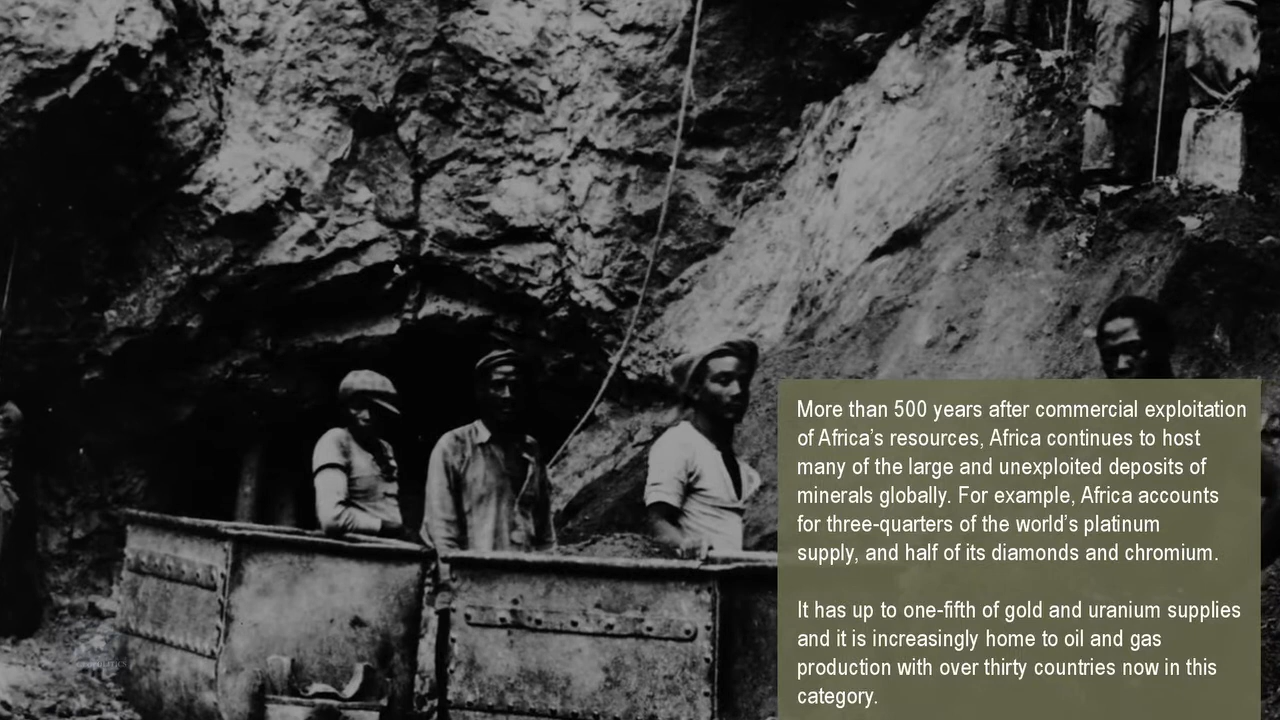 More than 500 years after commercial exploitation
of Africa's resources, Africa continues to host
many of the large and unexploited deposits of
minerals globally. For example, Africa accounts
for three-quarters of the world's platinum
supply, and half of its diamonds and chromium.
It has up to one-fifth of gold and uranium supplies
and it is increasingly home to oil and gas
production with over thirty countries now in this
category.